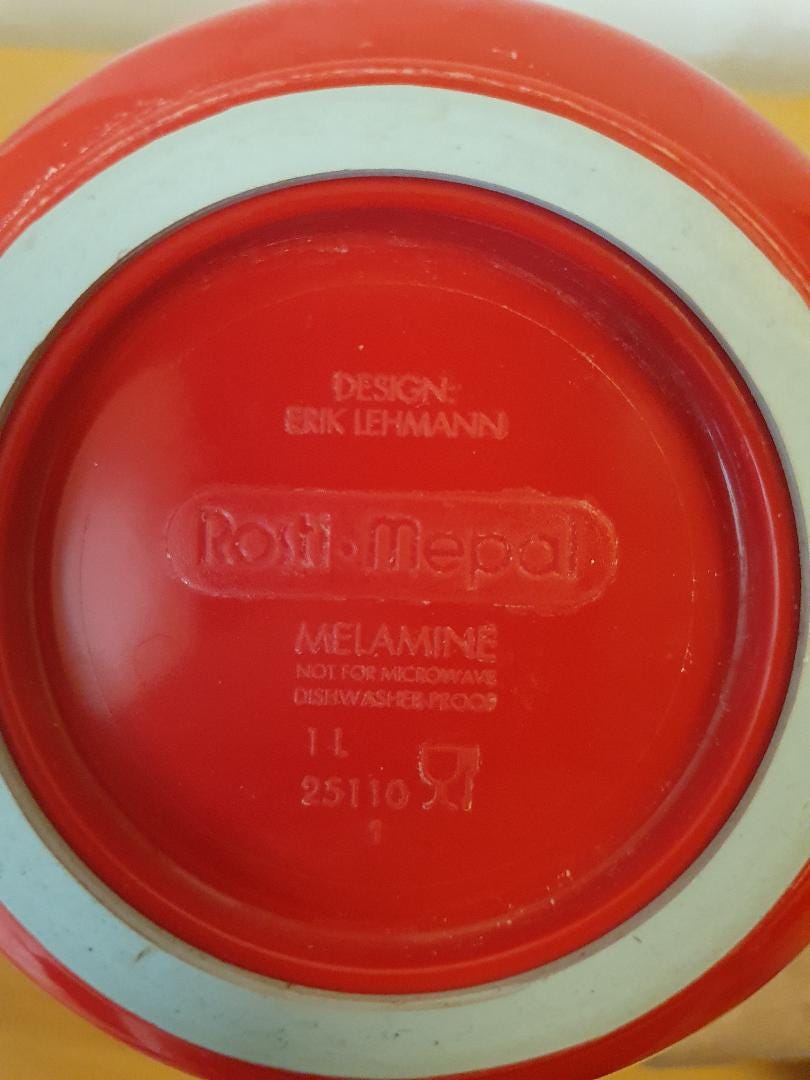 DESIGN:
ERIK LEHMANN
Rosti · Mepal
MELAMINE
NOT FOR MICROWAVE
DISHWASHER-PROOF
1 L
25110
1